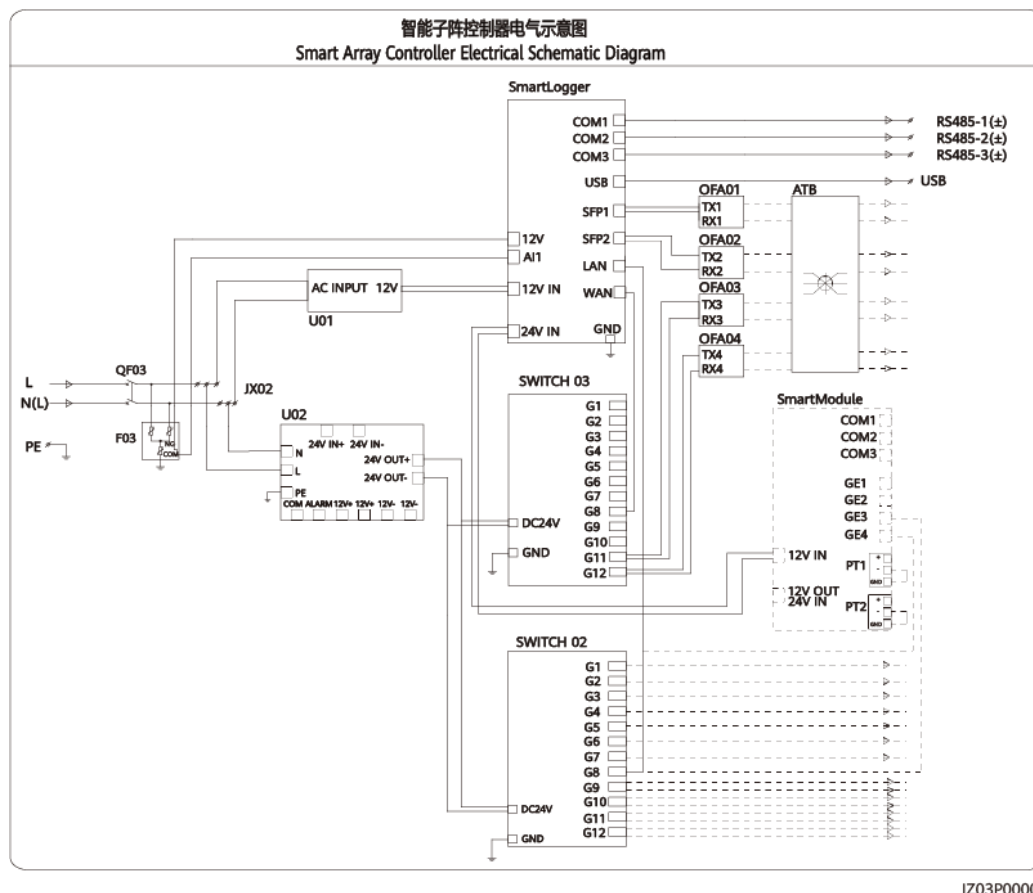 智能子阵控制器电气示意图
Smart Array Controller Electrical Schematic Diagram
SmartLogger
COM1
COM2
COM3
USB
SFP1
SFP2
LAN
WAN
GND
12V
AI1
12V IN
24V IN
RS485-1(±)
RS485-2(±)
RS485-3(±)
USB
OFA01
TX1
RX1
OFA02
TX2
RX2
OFA03
TX3
RX3
OFA04
TX4
RX4
ATB
AC INPUT 12V
U01
L
N(L)
PE
QF03
JX02
F03
NC
COM
U02
24V IN+ 24V IN-
24V OUT+
24V OUT-
N
L
PE
COM ALARM 12V+ 12V+ 12V- 12V-
SWITCH 03
G1
G2
G3
G4
G5
G6
G7
G8
G9
G10
G11
G12
DC24V
GND
SmartModule
COM1
COM2
COM3
GE1
GE2
GE3
GE4
12V IN
12V OUT
24V IN
PT1
+
-
GND
PT2
+
-
GND
SWITCH 02
G1
G2
G3
G4
G5
G6
G7
G8
G9
G10
G11
G12
DC24V
GND